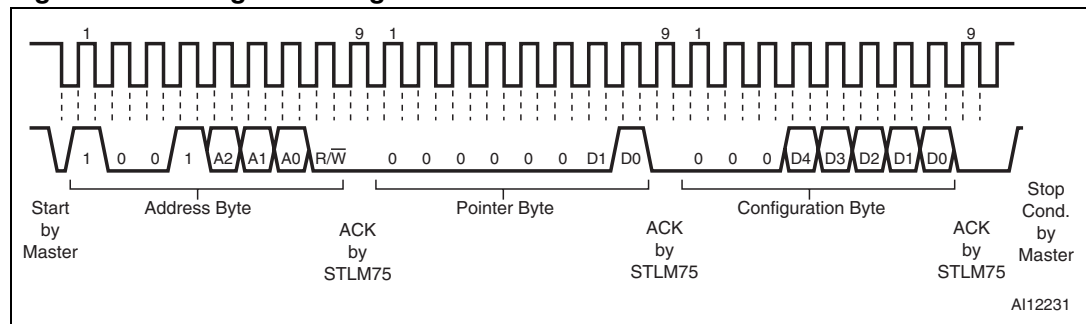 1 9 1 9 1 9
1 0 0 1 A2 A1 A0 R/W 0 0 0 0 0 0 D1 D0 0 0 0 D4 D3 D2 D1 D0
Start
by
Master
Address Byte
ACK
by
STLM75
Pointer Byte
ACK
by
STLM75
Configuration Byte
ACK
by
STLM75
Stop
Cond.
by
Master
AI12231